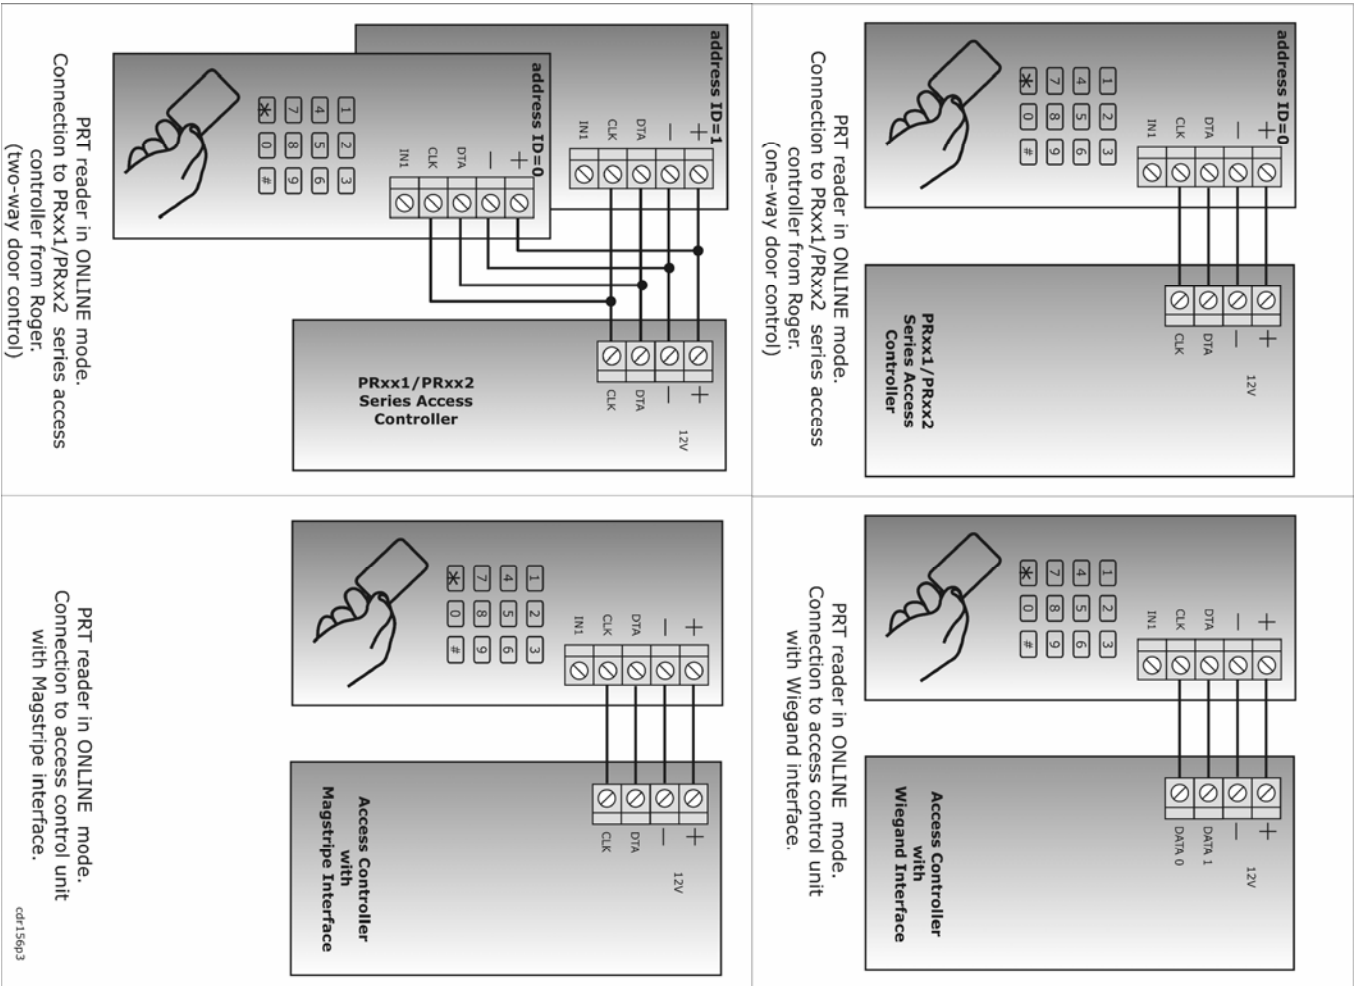 address ID=0
+
—
DTA
CLK
IN1
1 2 3
4 5 6
7 8 9
* 0 #
+
—
DTA
CLK
12V
PRxx1/PRxx2
Series Access
Controller
PRT reader in ONLINE mode.
Connection to PRxx1/PRxx2 series access
controller from Roger.
(one-way door control)
+
—
DTA
CLK
IN1
1 2 3
4 5 6
7 8 9
* 0 #
+
—
DATA 1
DATA 0
12V
Access Controller
with
Wiegand Interface
PRT reader in ONLINE mode.
Connection to access control unit
with Wiegand interface.
address ID=1
+
—
DTA
CLK
IN1
address ID=0
+
—
DTA
CLK
IN1
1 2 3
4 5 6
7 8 9
* 0 #
+
—
DTA
CLK
12V
PRxx1/PRxx2
Series Access
Controller
PRT reader in ONLINE mode.
Connection to PRxx1/PRxx2 series access
controller from Roger.
(two-way door control)
+
—
DTA
CLK
IN1
1 2 3
4 5 6
7 8 9
* 0 #
+
—
DTA
CLK
12V
Access Controller
with
Magstripe Interface
PRT reader in ONLINE mode.
Connection to access control unit
with Magstripe interface.
cdr156p3